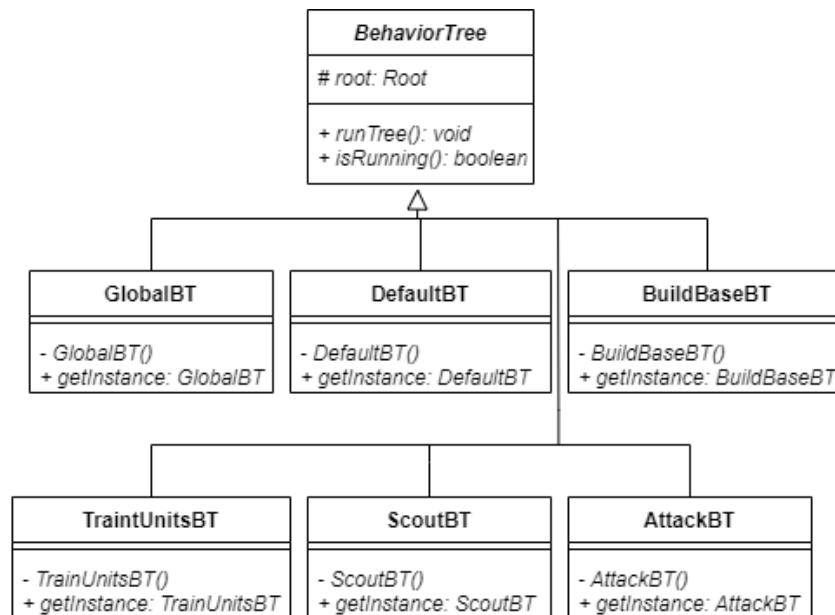 BehaviorTree
# root: Root
+ runTree(): void
+ isRunning(): boolean
GlobalBT
- GlobalBT()
+ getInstance: GlobalBT
DefaultBT
- DefaultBT()
+ getInstance: DefaultBT
BuildBaseBT
- BuildBaseBT()
+ getInstance: BuildBaseBT
TraintUnitsBT
- TrainUnitsBT()
+ getInstance: TrainUnitsBT
ScoutBT
- ScoutBT()
+ getInstance: ScoutBT
AttackBT
- AttackBT()
+ getInstance: AttackBT